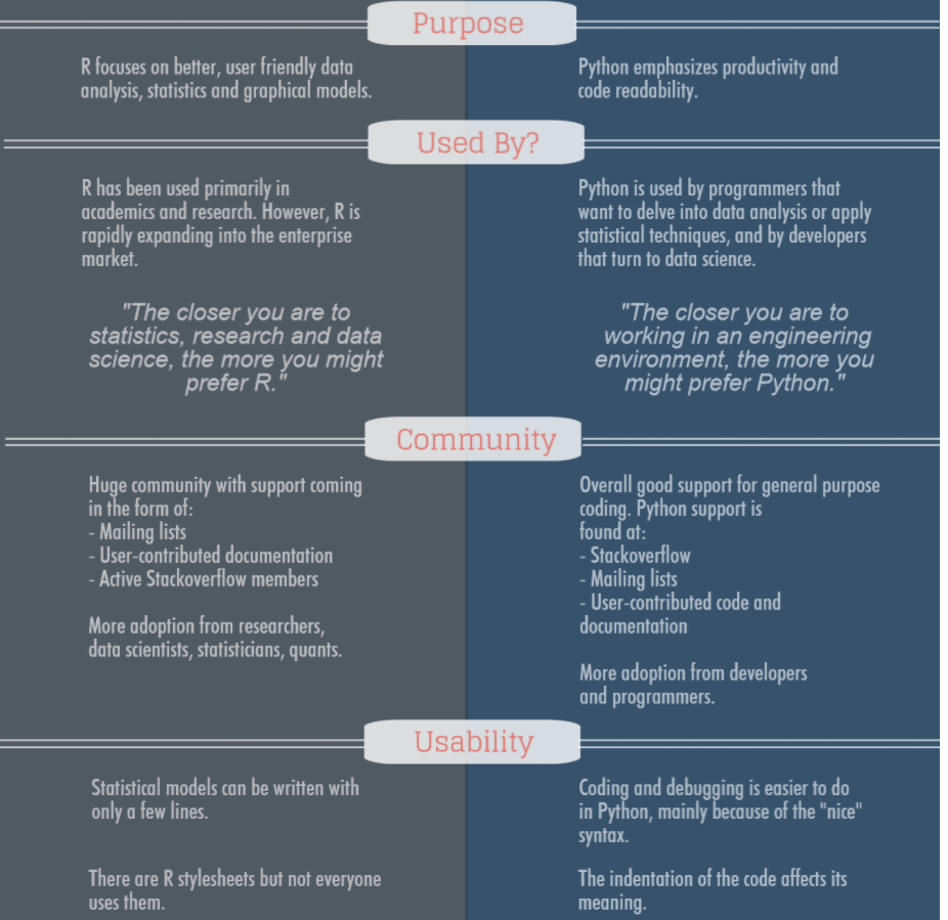 Purpose
R focuses on better, user friendly data
analysis, statistics and graphical models.
Python emphasizes productivity and
code readability.
Used By?
R has been used primarily in
academics and research. However, R is
rapidly expanding into the enterprise
market.
"The closer you are to
statistics, research and data
science, the more you might
prefer R."
Python is used by programmers that
want to delve into data analysis or apply
statistical techniques, and by developers
that turn to data science.
"The closer you are to
working in an engineering
environment, the more you
might prefer Python."
Community
Huge community with support coming
in the form of:
- Mailing lists
- User-contributed documentation
- Active Stackoverflow members
More adoption from researchers,
data scientists, statisticians, quants.
Overall good support for general purpose
coding. Python support is
found at:
- Stackoverflow
- Mailing lists
- User-contributed code and
documentation
More adoption from developers
and programmers.
Usability
Statistical models can be written with
only a few lines.
There are R stylesheets but not everyone
uses them.
Coding and debugging is easier to do
in Python, mainly because of the "nice"
syntax.
The indentation of the code affects its
meaning.